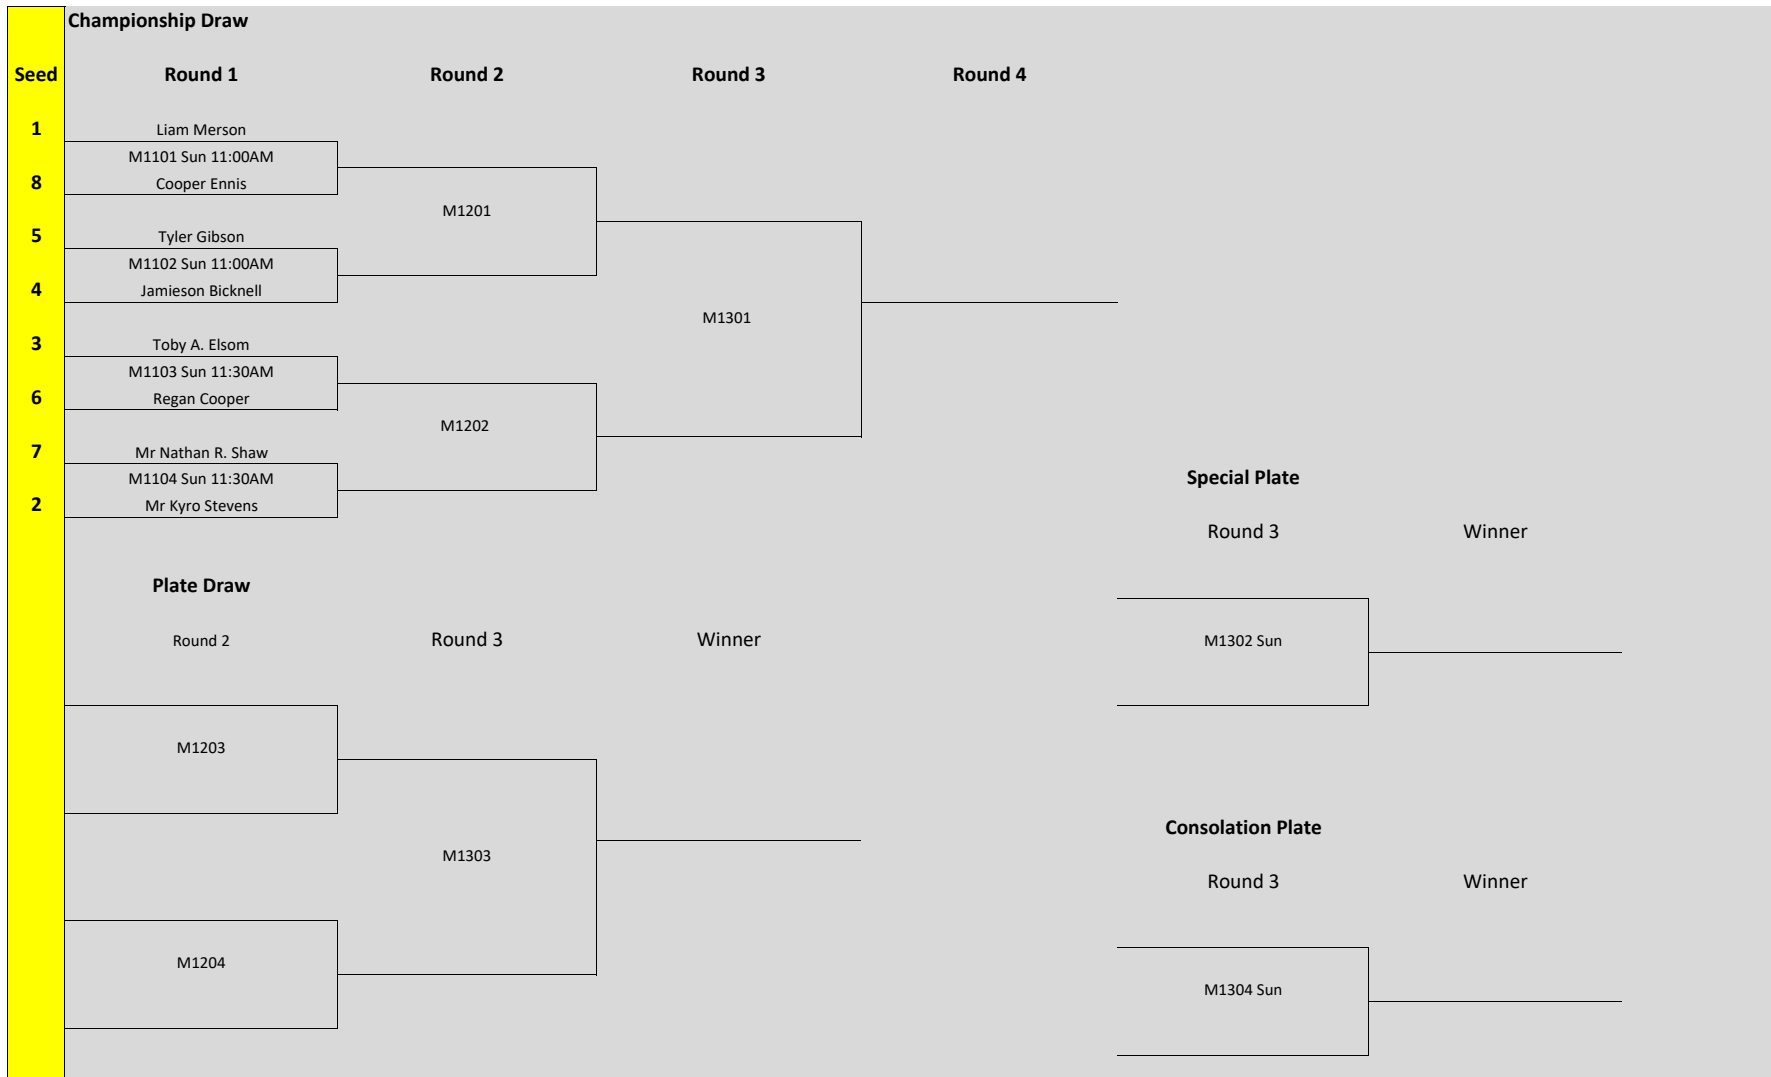 Championship Draw
Seed Round 1 Round 2 Round 3 Round 4
1 Liam Merson
M1101 Sun 11:00AM
8 Cooper Ennis
M1201
5 Tyler Gibson
M1102 Sun 11:00AM
4 Jamieson Bicknell
M1301
3 Toby A. Elsom
M1103 Sun 11:30AM
6 Regan Cooper
M1202
7 Mr Nathan R. Shaw
M1104 Sun 11:30AM
2 Mr Kyro Stevens
Special Plate
Round 3 Winner
M1302 Sun
Plate Draw
Round 2 Round 3 Winner
M1203
M1303
M1204
Consolation Plate
Round 3 Winner
M1304 Sun